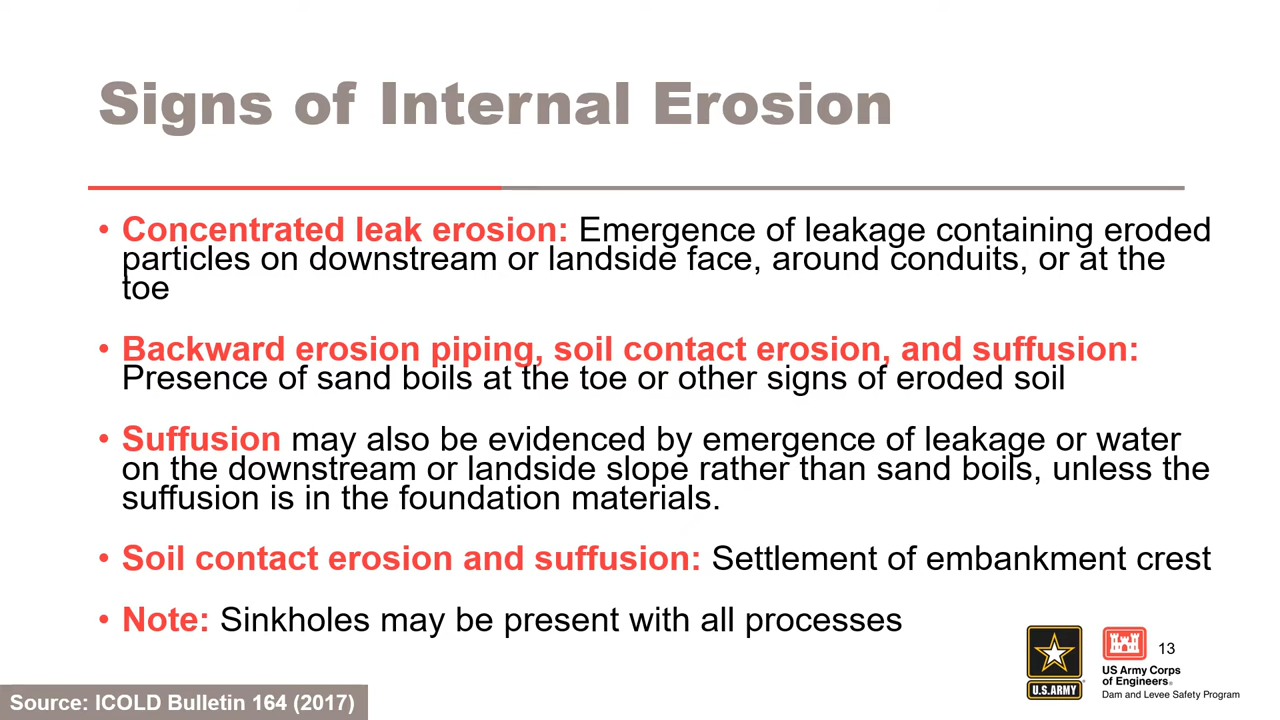 Signs of Internal Erosion
• Concentrated leak erosion: Emergence of leakage containing eroded
particles on downstream or landside face, around conduits, or at the
toe
• Backward erosion piping, soil contact erosion, and suffusion:
Presence of sand boils at the toe or other signs of eroded soil
• Suffusion may also be evidenced by emergence of leakage or water
on the downstream or landside slope rather than sand boils, unless the
suffusion is in the foundation materials.
• Soil contact erosion and suffusion: Settlement of embankment crest
• Note: Sinkholes may be present with all processes
13
U.S.ARMY
US Army Corps
of Engineers®
Dam and Levee Safety Program
Source: ICOLD Bulletin 164 (2017)